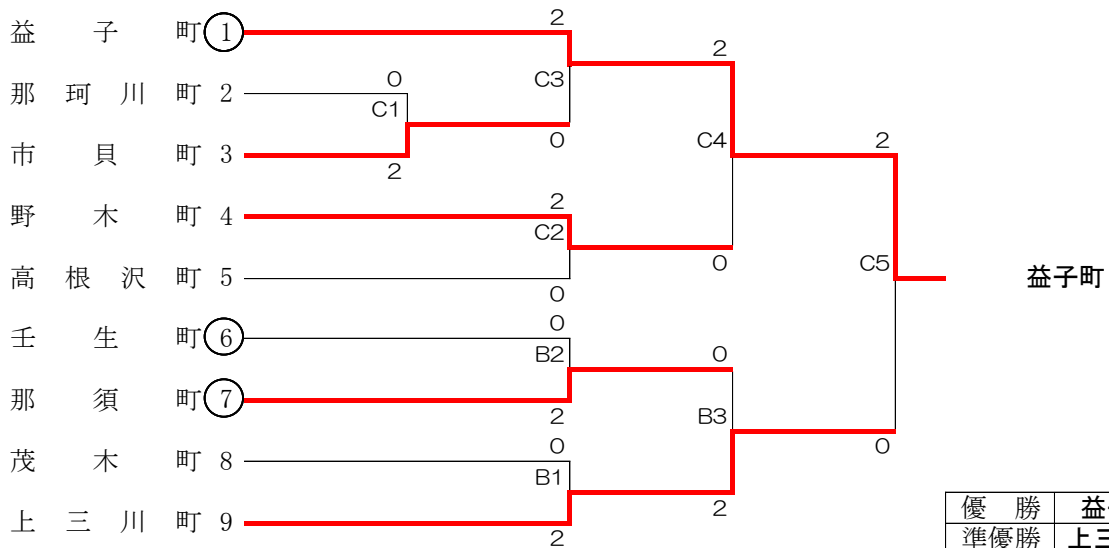 益子町 ① 2
2
那珂川町 2 0 C3
C1
市貝町 3 2 0 C4 2
野木町 4 2
C2
0 C5 益子町
高根沢町 5 0
壬生町 ⑥ 0
B2 0
那須町 ⑦ 2 B3
茂木町 8 0 0
B1
2
上三川町 9 2
優勝 益
準優勝 上三